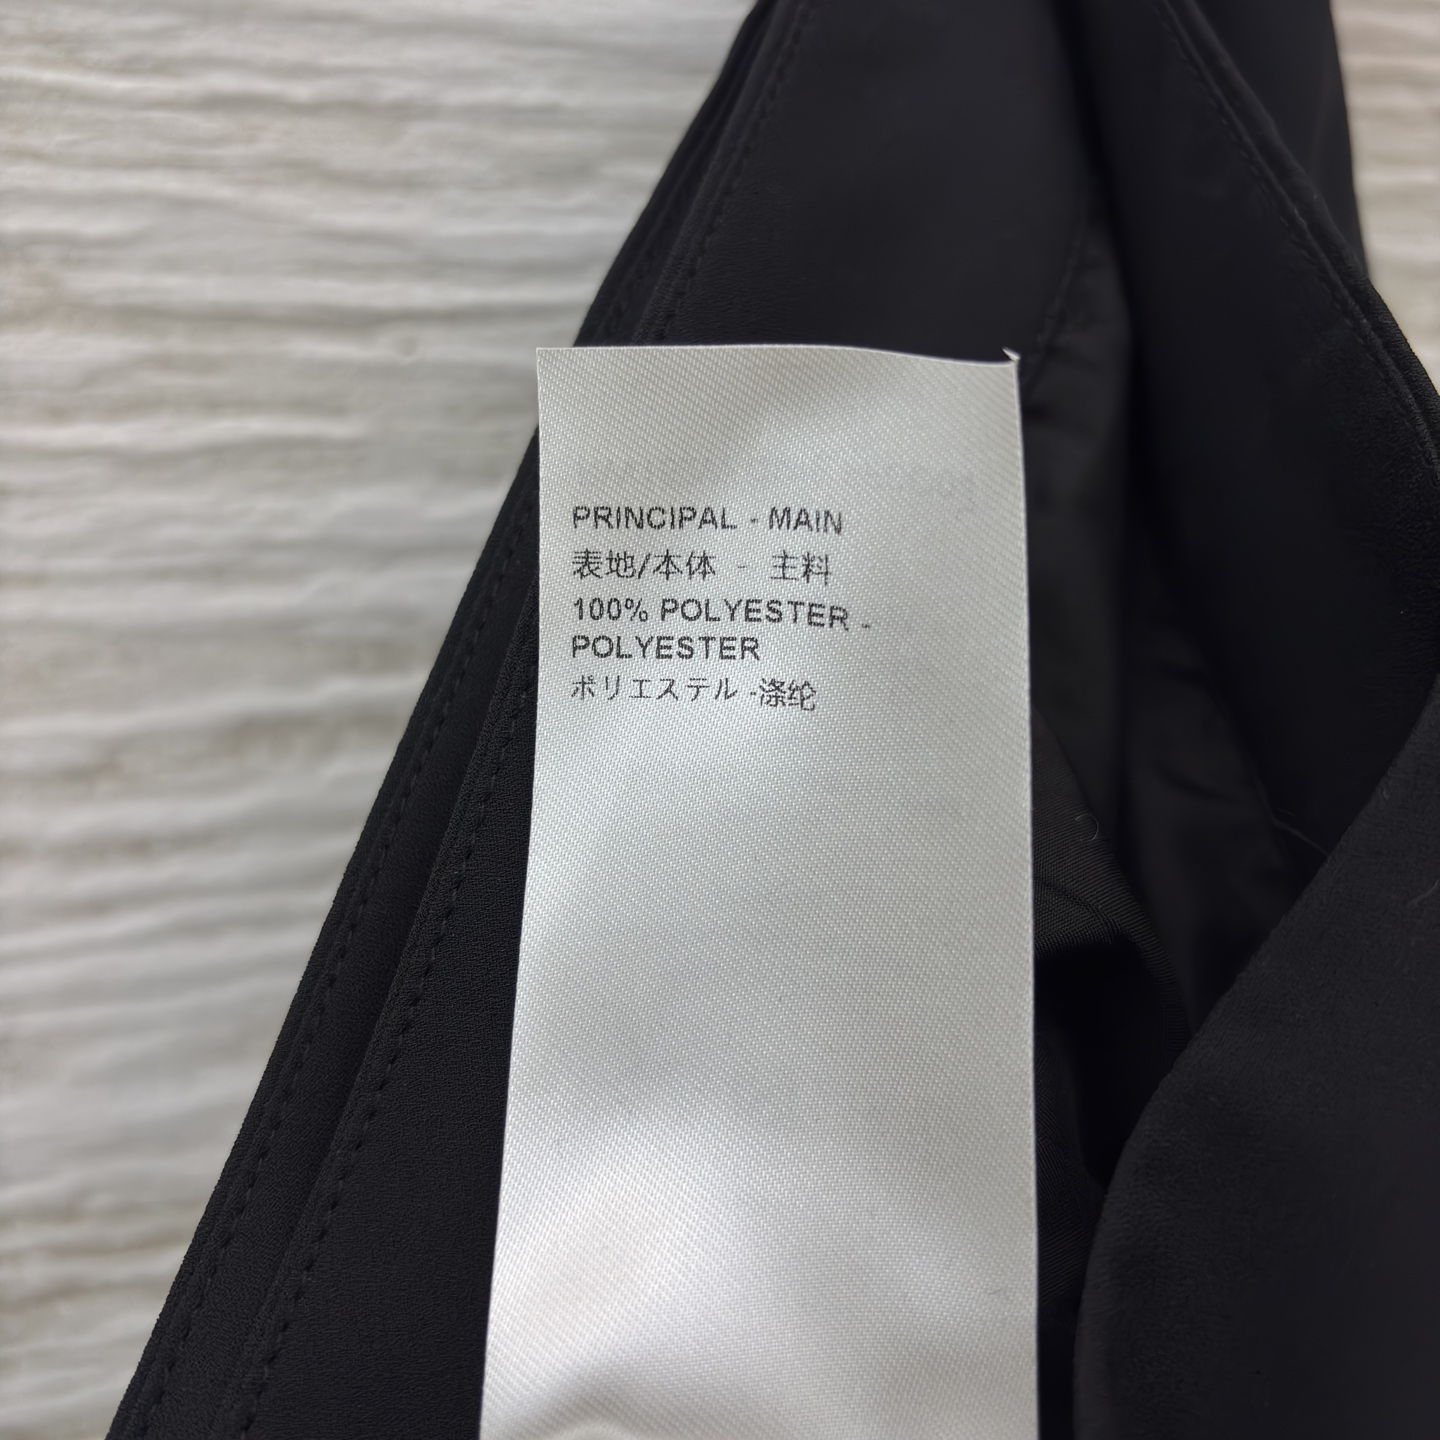 PRINCIPAL - MAIN
表地/本体 - 主料
100% POLYESTER -
POLYESTER
ポリエステル -涤纶